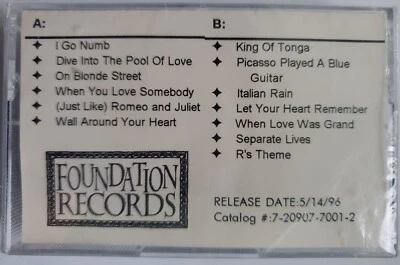 A:
I Go Numb
Dive Into The Pool Of Love
On Blonde Street
When You Love Somebody
(Just Like) Romeo and Juliet
Wall Around Your Heart
B:
King Of Tonga
Picasso Played A Blue
Guitar
Italian Rain
Let Your Heart Remember
When Love Was Grand
Separate Lives
R's Theme
FOUNDATION
RECORDS
RELEASE DATE:5/14/96
Catalog #:7-20907-7001-2